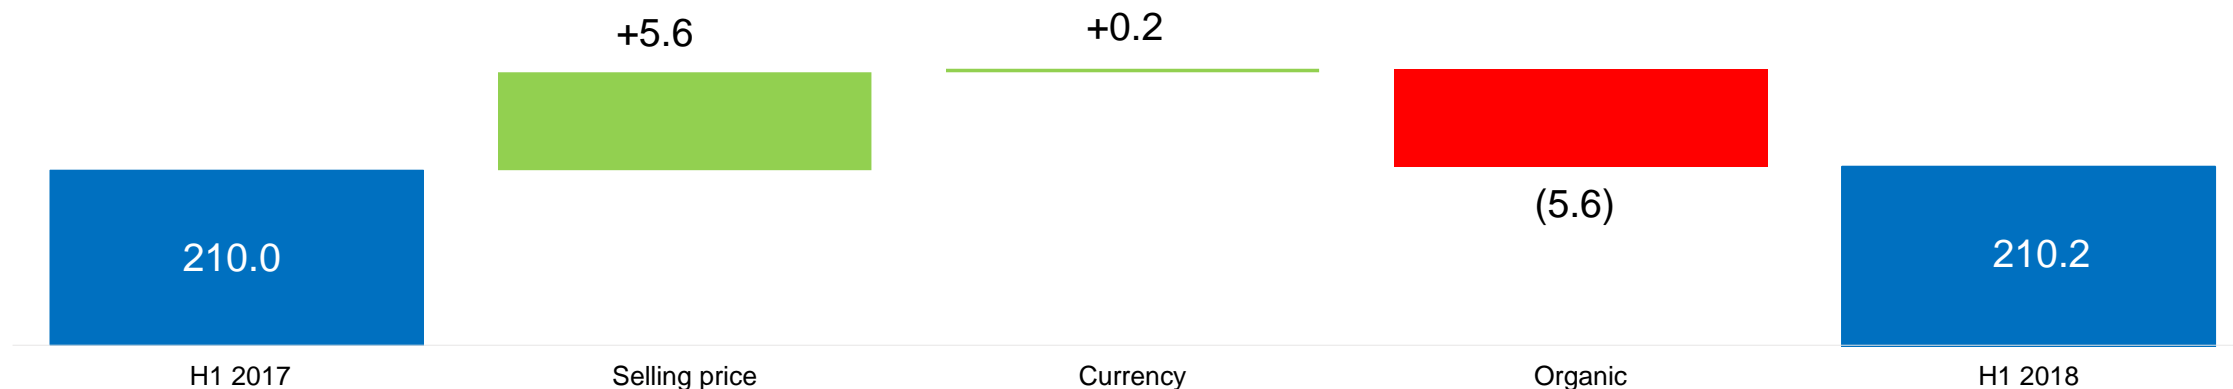 +5.6
+0.2
(5.6)
210.0
210.2
H1 2017
Selling price
Currency
Organic
H1 2018